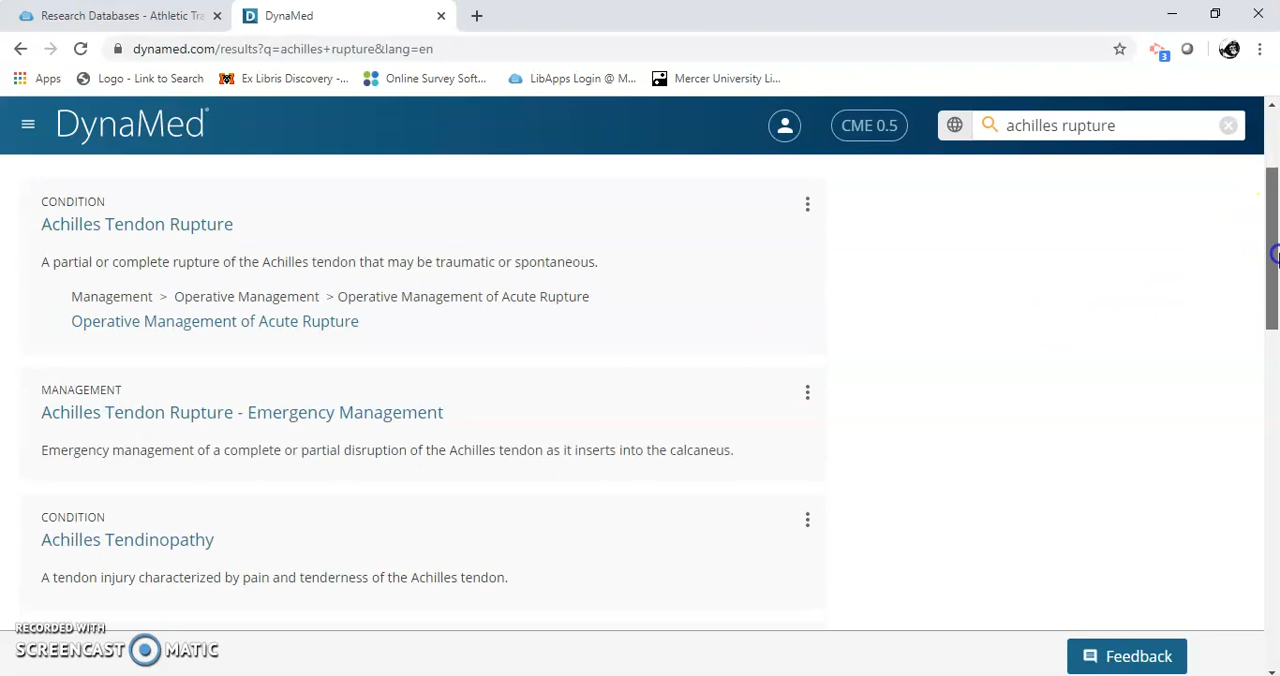 Research Databases - Athletic Tra
DynaMed
dynamed.com/results?q=achilles+rupture&lang=en
3
Apps
Logo - Link to Search
Ex Libris Discovery -...
Online Survey Soft...
LibApps Login @ M...
Mercer University Li...
DynaMed
CME 0.5
achilles rupture
CONDITION
Achilles Tendon Rupture
A partial or complete rupture of the Achilles tendon that may be traumatic or spontaneous.
Management > Operative Management > Operative Management of Acute Rupture
Operative Management of Acute Rupture
MANAGEMENT
Achilles Tendon Rupture - Emergency Management
Emergency management of a complete or partial disruption of the Achilles tendon as it inserts into the calcaneus.
CONDITION
Achilles Tendinopathy
A tendon injury characterized by pain and tenderness of the Achilles tendon.
RECORDED WITH
SCREENCAST MATIC
Feedback